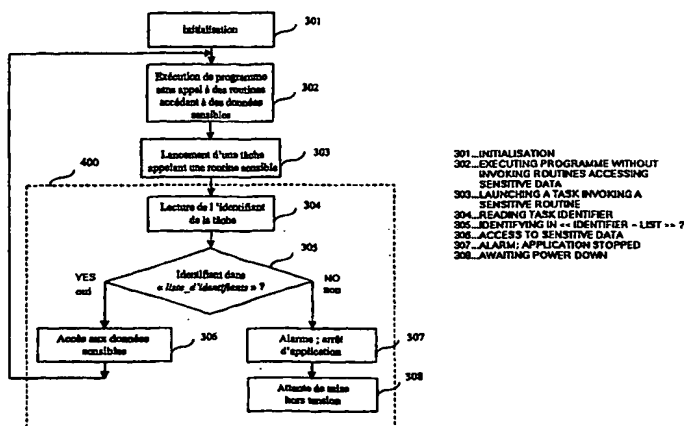 301
Initialisation
Exécution de programme
sans appel à des routines
accédant à des données
sensibles
302
303
Lancement d'une tâche
appelant une routine sensible
400
Lecture de l'identifiant
de la tâche
304
305
YES
oui
Identifiant dans
« liste_d'identifiants » ?
NO
non
Accès aux données
sensibles
306
Alarme ; arrêt
d'application
307
Attente de mise
hors tension
308
301...INITIALISATION
302...EXECUTING PROGRAMME WITHOUT
INVOKING ROUTINES ACCESSING
SENSITIVE DATA
303...LAUNCHING A TASK INVOKING A
SENSITIVE ROUTINE
304...READING TASK IDENTIFIER
305...IDENTIFYING IN << IDENTIFIER - LIST >> ?
306...ACCESS TO SENSITIVE DATA
307...ALARM; APPLICATION STOPPED
308...AWAITING POWER DOWN